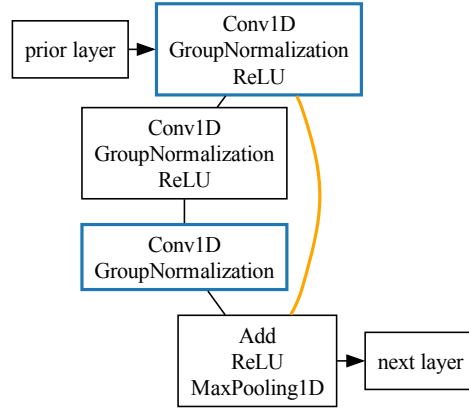 prior layer
Conv1D
GroupNormalization
ReLU
Conv1D
GroupNormalization
ReLU
Conv1D
GroupNormalization
Add
ReLU
MaxPooling1D
next layer